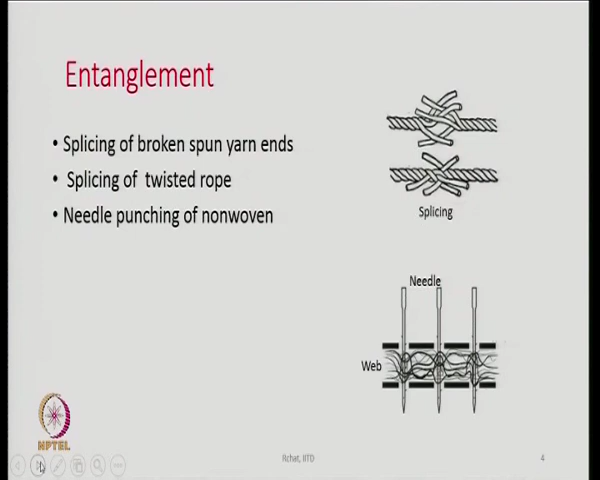 Entanglement
• Splicing of broken spun yarn ends
• Splicing of twisted rope
• Needle punching of nonwoven
Splicing
Needle
Web
NPTEL
Rchat, IITD
4